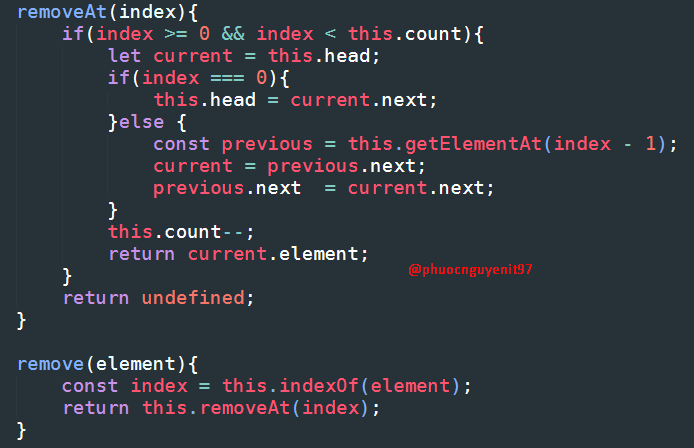 removeAt(index){
    if(index >= 0 && index < this.count){
        let current = this.head;
        if(index === 0){
            this.head = current.next;
        }else {
            const previous = this.getElementAt(index - 1);
            current = previous.next;
            previous.next  = current.next;
        }
        this.count--;
        return current.element;
@phuocnguyenit97
    }
    return undefined;
}

remove(element){
    const index = this.indexOf(element);
    return this.removeAt(index);
}